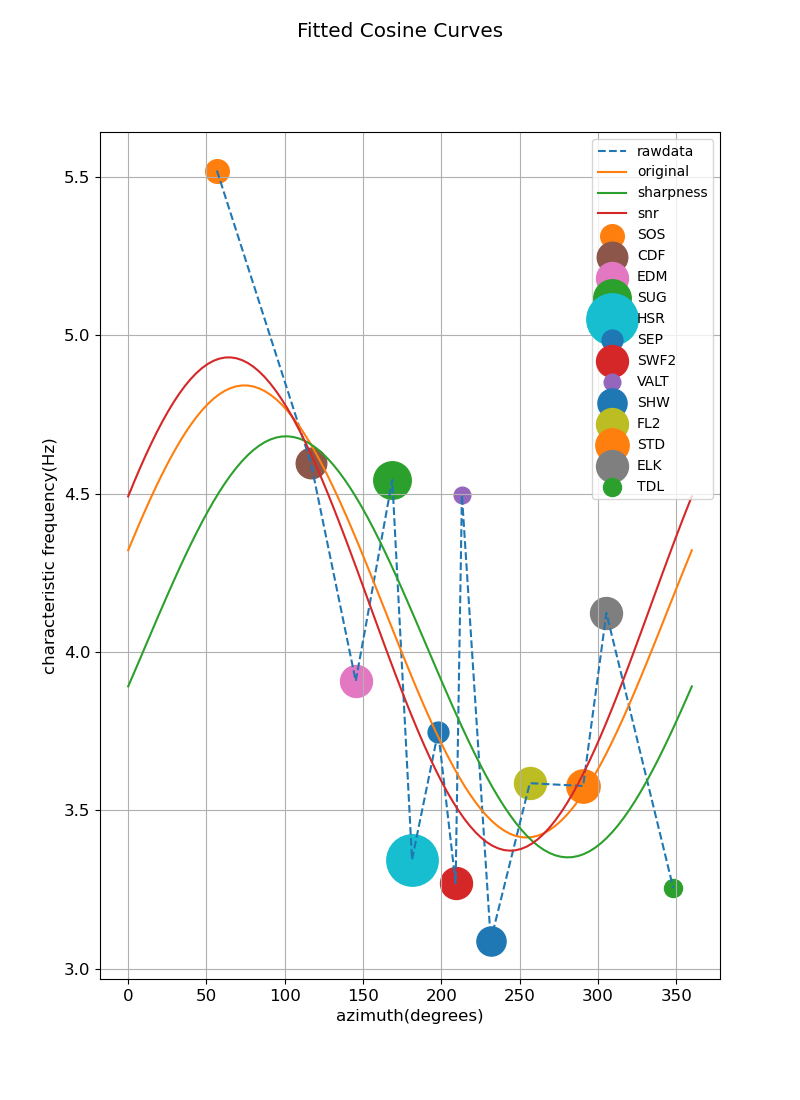 Fitted Cosine Curves
rawdata
original
sharpness
snr
SOS
CDF
EDM
SUG
HSR
SEP
SWF2
VALT
SHW
FL2
STD
ELK
TDL
characteristic frequency(Hz)
5.5
5.0
4.5
4.0
3.5
3.0
0 50 100 150 200 250 300 350
azimuth(degrees)